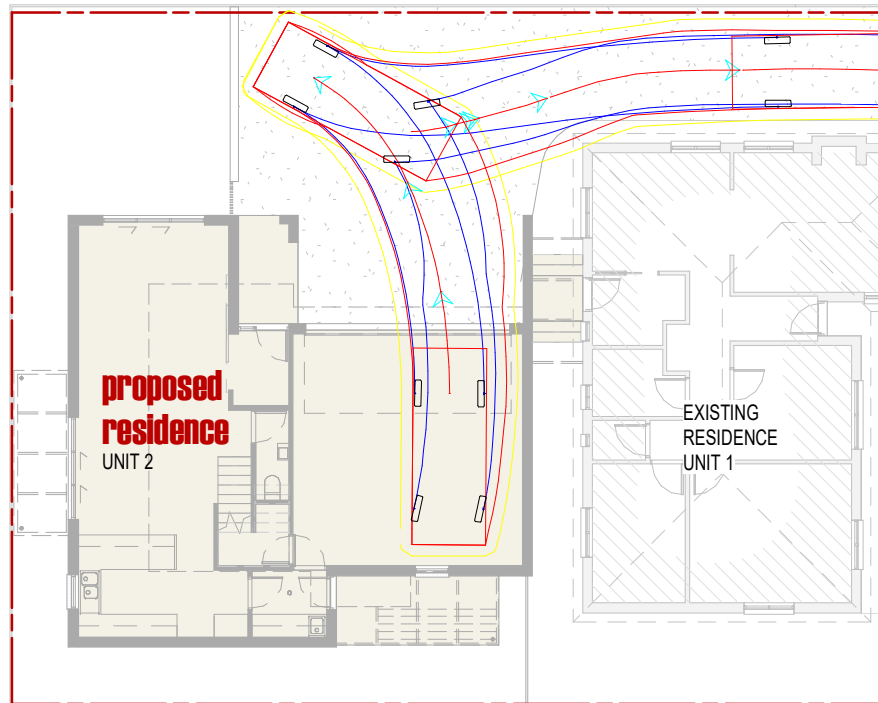 proposed
residence
UNIT 2
EXISTING
RESIDENCE
UNIT 1